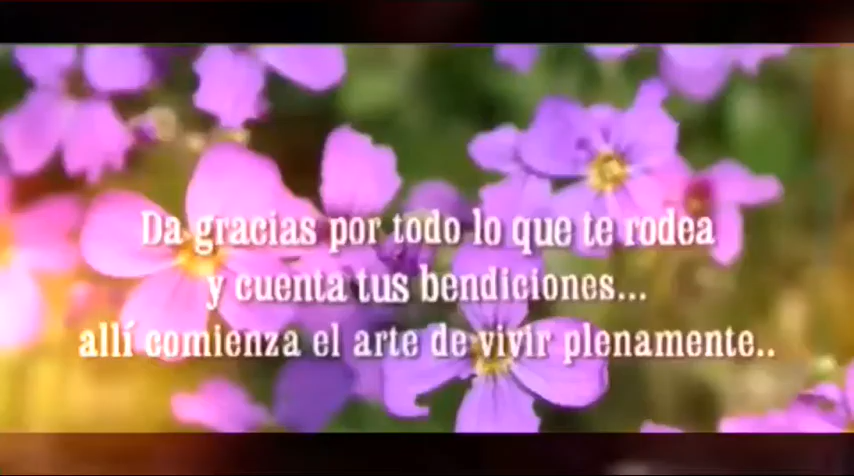 Da gracias por todo lo que te rodea
y cuenta tus bendiciones...
allí comienza el arte de vivir plenamente..